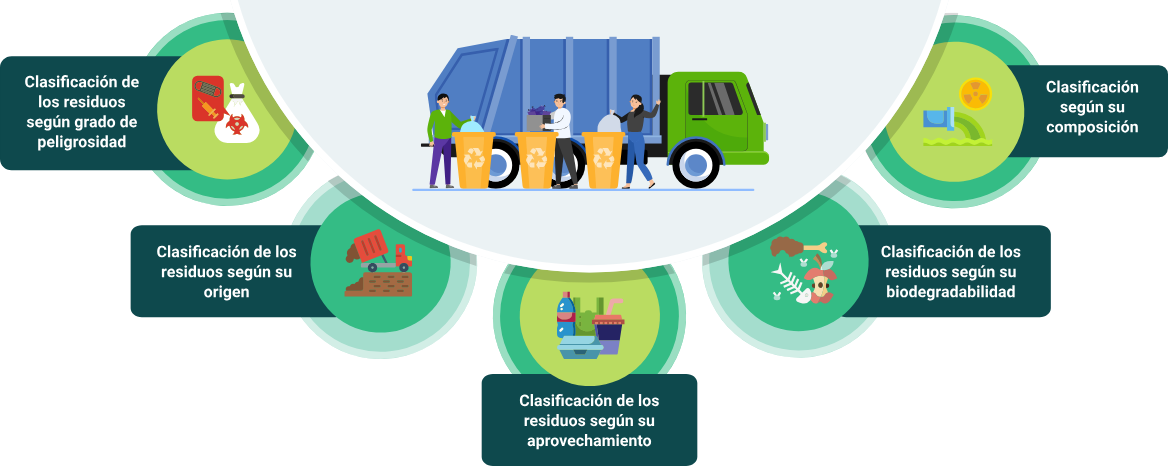 Clasificación de
los residuos
según grado de
peligrosidad
Clasificación de los
residuos según su
origen
Clasificación de los
residuos según su
aprovechamiento
Clasificación de los
residuos según su
biodegradabilidad
Clasificación
según su
composición